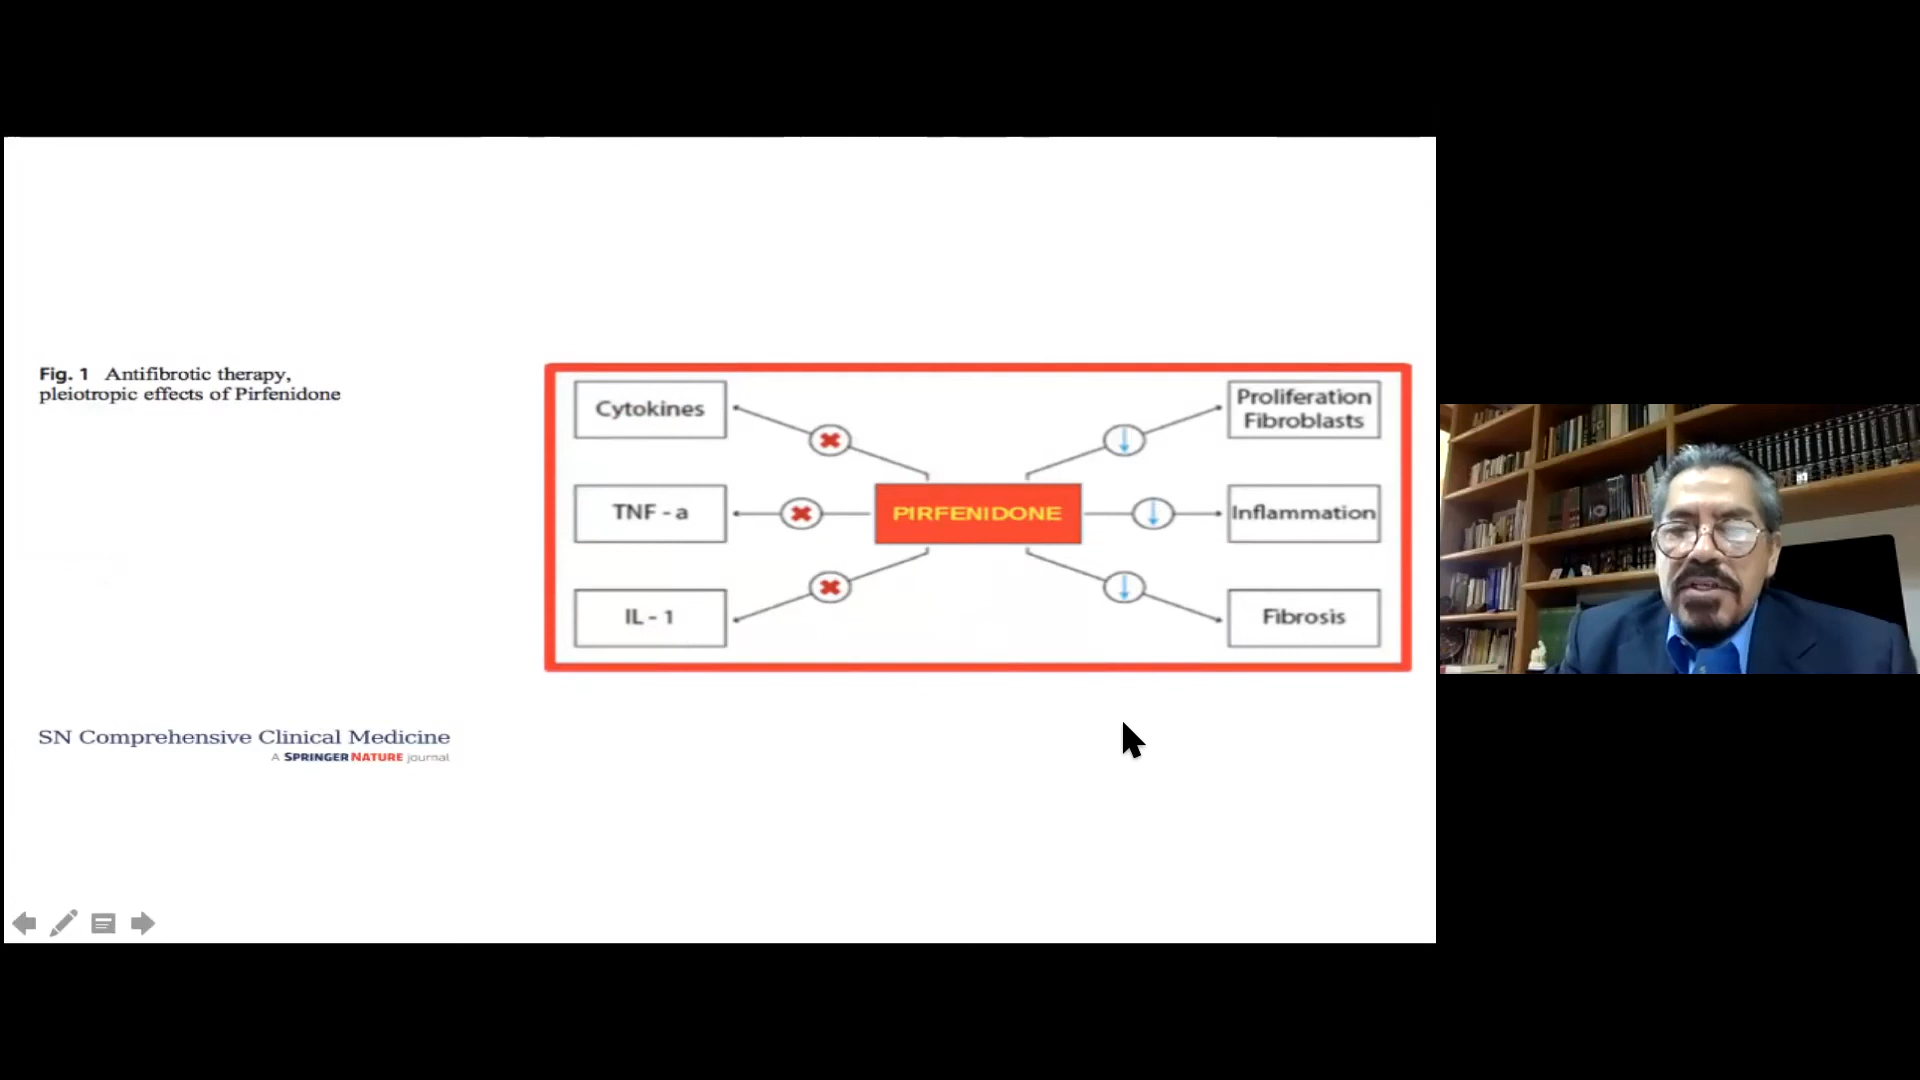 Fig. 1 Antifibrotic therapy,
pleiotropic effects of Pirfenidone
Cytokines
TNF - a
IL - 1
PIRFENIDONE
Proliferation
Fibroblasts
Inflammation
Fibrosis
SN Comprehensive Clinical Medicine
A SPRINGER NATURE journal